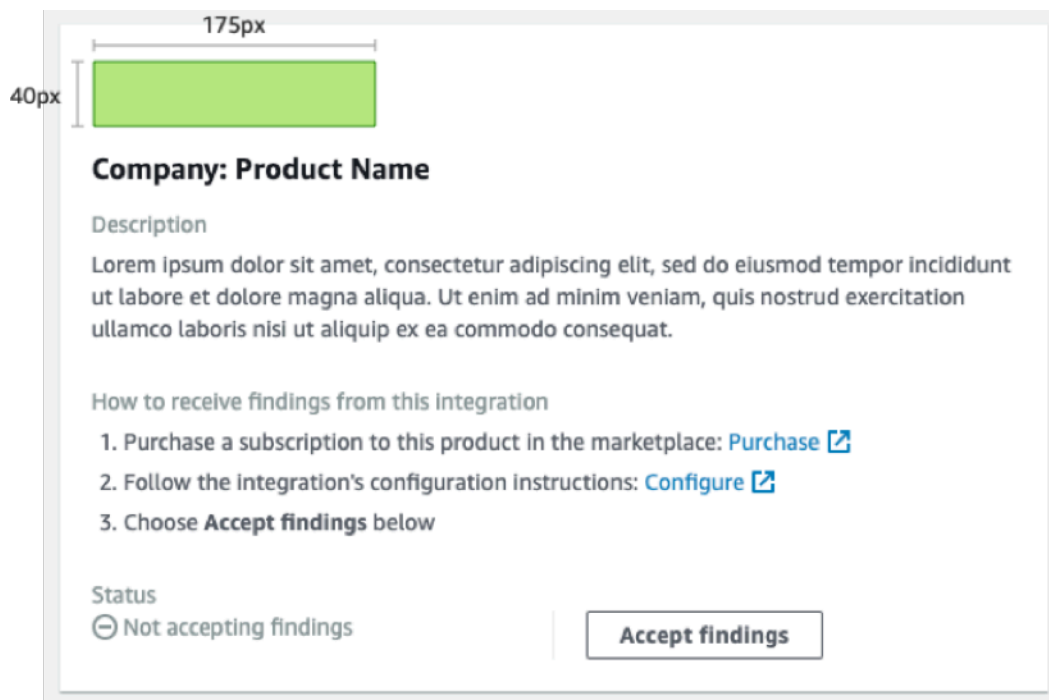 175px
40px
Company: Product Name
Description
Lorem ipsum dolor sit amet, consectetur adipiscing elit, sed do eiusmod tempor incididunt
ut labore et dolore magna aliqua. Ut enim ad minim veniam, quis nostrud exercitation
ullamco laboris nisi ut aliquip ex ea commodo consequat.
How to receive findings from this integration
1. Purchase a subscription to this product in the marketplace: Purchase
2. Follow the integration's configuration instructions: Configure
3. Choose Accept findings below
Status
Not accepting findings
Accept findings